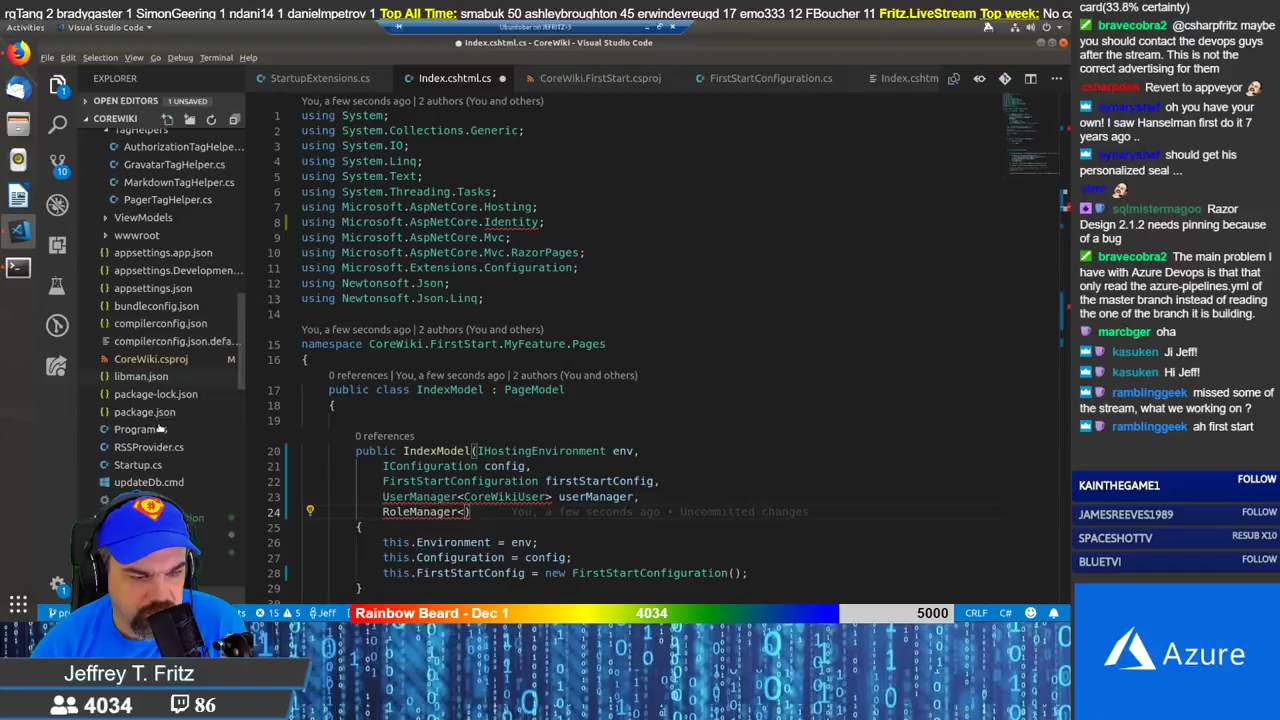 rgTang 2 bradygaster 1 SimonGeering 1 ndani14 1 danielmpetrov 1 Top All Time: smabuk 50 ashleybroughton 45 erwindevreugd 17 emo333 12 FBoucher 11 Fritz.LiveStream Top week: No co
Activities
Visual Studio Code
Ubuntober on JEFRITZ-3
Index.cshtml.cs - CoreWiki - Visual Studio Code
File Edit Selection View Go Debug Terminal Help
EXPLORER
StartupExtensions.cs
Index.cshtml.cs
CoreWiki.FirstStart.csproj
FirstStartConfiguration.cs
Index.cshtm
OPEN EDITORS 1 UNSAVED
COREWIKI
TagHelpers
AuthorizationTagHelpe...
GravatarTagHelper.cs
MarkdownTagHelper.cs
PagerTagHelper.cs
ViewModels
wwwroot
appsettings.app.json
appsettings.Developmen...
appsettings.json
bundleconfig.json
compilerconfig.json
compilerconfig.json.defa...
CoreWiki.csproj M
libman.json
package-lock.json
package.json
Program
RSSProvider.cs
Startup.cs
updateDb.cmd
1
10
1
You, a few seconds ago | 2 authors (You and others)
1 using System;
2 using System.Collections.Generic;
3 using System.IO;
4 using System.Linq;
5 using System.Text;
6 using System.Threading.Tasks;
7 using Microsoft.AspNetCore.Hosting;
8 using Microsoft.AspNetCore.Identity;
9 using Microsoft.AspNetCore.Mvc;
10 using Microsoft.AspNetCore.Mvc.RazorPages;
11 using Microsoft.Extensions.Configuration;
12 using Newtonsoft.Json;
13 using Newtonsoft.Json.Linq;
14
You, a few seconds ago | 2 authors (You and others)
15 namespace CoreWiki.FirstStart.MyFeature.Pages
16 {
0 references | You, a few seconds ago | 2 authors (You and others)
17 public class IndexModel : PageModel
18 {
19
0 references
20 public IndexModel(IHostingEnvironment env,
21 IConfiguration config,
22 FirstStartConfiguration firstStartConfig,
23 UserManager<CoreWikiUser> userManager,
24 RoleManager<) You, a few seconds ago • Uncommitted changes
25 {
26 this.Environment = env;
27 this.Configuration = config;
28 this.FirstStartConfig = new FirstStartConfiguration();
29 }
15 5 Jeff
CRLF C#
Rainbow Beard - Dec 1 4034 5000
Jeffrey T. Fritz
4034 86
card(33.8% certainty)
bravecobra2 @csharpfritz maybe
you should contact the devops guys
after the stream. This is not the
correct advertising for them
csharpdan Revert to appveyor
oh you have your
own! I saw Hanselman first do it 7
years ago ..
should get his
personalized seal ...
sqlmistermagoo Razor
Design 2.1.2 needs pinning because
of a bug
bravecobra2 The main problem I
have with Azure Devops is that that
only read the azure-pipelines.yml of
the master branch instead of reading
the one of the branch it is building.
marcbger oha
kasuken Ji Jeff!
kasuken Hi Jeff!
ramblinggeek missed some of
the stream, what we working on ?
ramblinggeek ah first start
KAINTHEGAME1 FOLLOW
JAMESREEVES1989 FOLLOW
SPACESHOTTV RESUB X10
BLUETVI FOLLOW
Azure